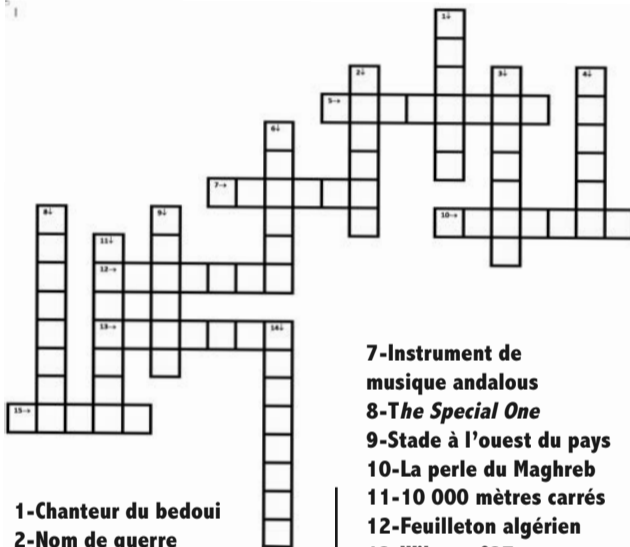 1↓
2↓
3↓
4↓
5→
6↓
7→
8↓
9↓
10→
11↓
12→
13→
14↓
15→
1-Chanteur du bedoui
2-Nom de guerre
7-Instrument de
musique andalous
8-The Special One
9-Stade à l'ouest du pays
10-La perle du Maghreb
11-10 000 mètres carrés
12-Feuilleton algérien